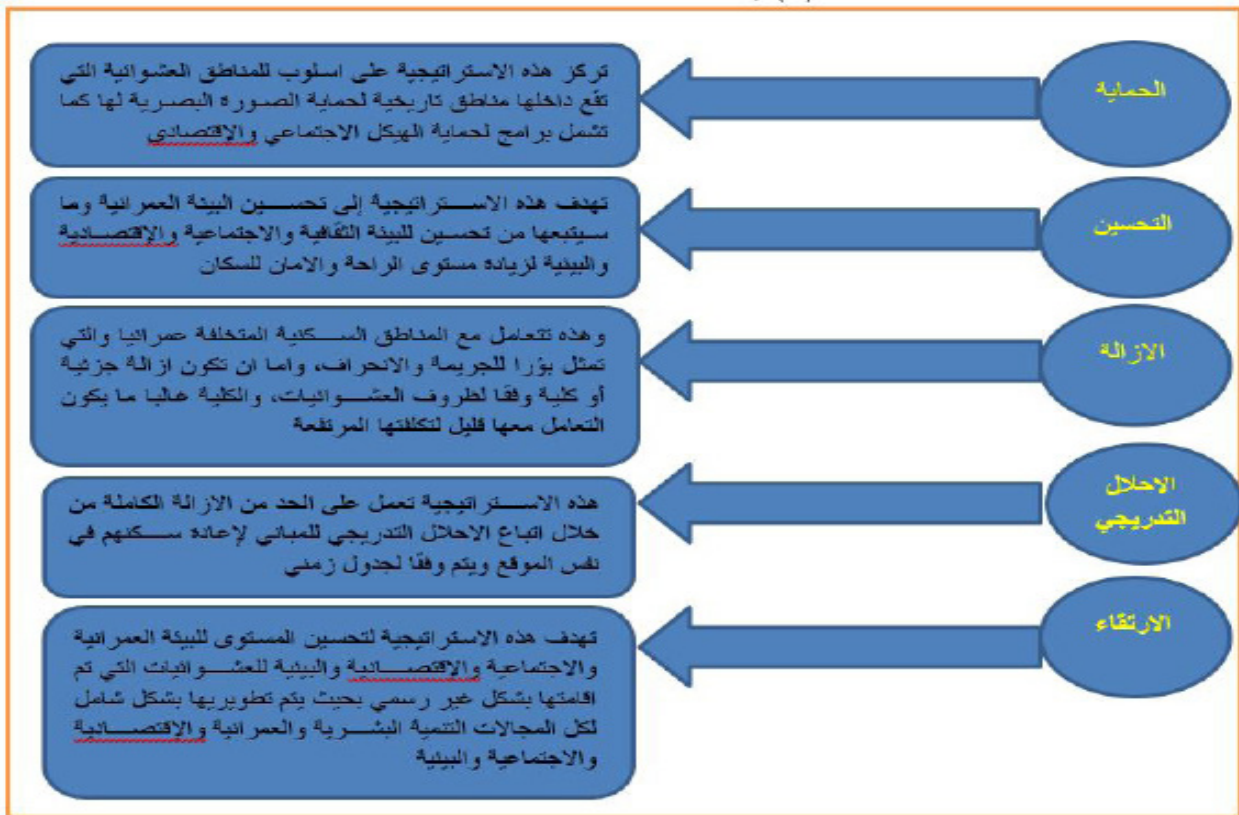 الحماية
تركز هذه الاستراتيجية على اسلوب للمناطق العشوائية التي
تقع داخلها مناطق تاريخية لحماية الصورة البصرية لها كما
تشمل برامج لحماية الهيكل الاجتماعي والإقتصادي
التحسين
تهدف هذه الاستراتيجية إلى تحسين البيئة العمرانية وما
سيتبعها من تحسين للبيئة الثقافية والاجتماعية والإقتصادية
والبيئية لزيادة مستوى الراحة والامان للسكان
الازالة
وهذه تتعامل مع المناطق السكنية المتخلفة عمرانيا والتي
تمثل بؤرا للجريمة والانحراف، واما ان تكون ازالة جزئية
أو كلية وفقا لظروف العشوائيات، والكلية غالبا ما يكون
التعامل معها قليل لتكلفتها المرتفعة
الاحلال
التدريجي
هذه الاستراتيجية تعمل على الحد من الازالة الكاملة من
خلال اتباع الاحلال التدريجي للمباني لإعادة سكنهم في
نفس الموقع ويتم وفقا لجدول زمني
الارتقاء
تهدف هذه الاستراتيجية لتحسين المستوى للبيئة العمرانية
والاجتماعية والإقتصادية والبيئية للعشوائيات التي تم
اقامتها بشكل غير رسمي بحيث يتم تطويريها بشكل شامل
لكل المجالات التنمية البشرية والعمرانية والإقتصادية
والاجتماعية والبيئية